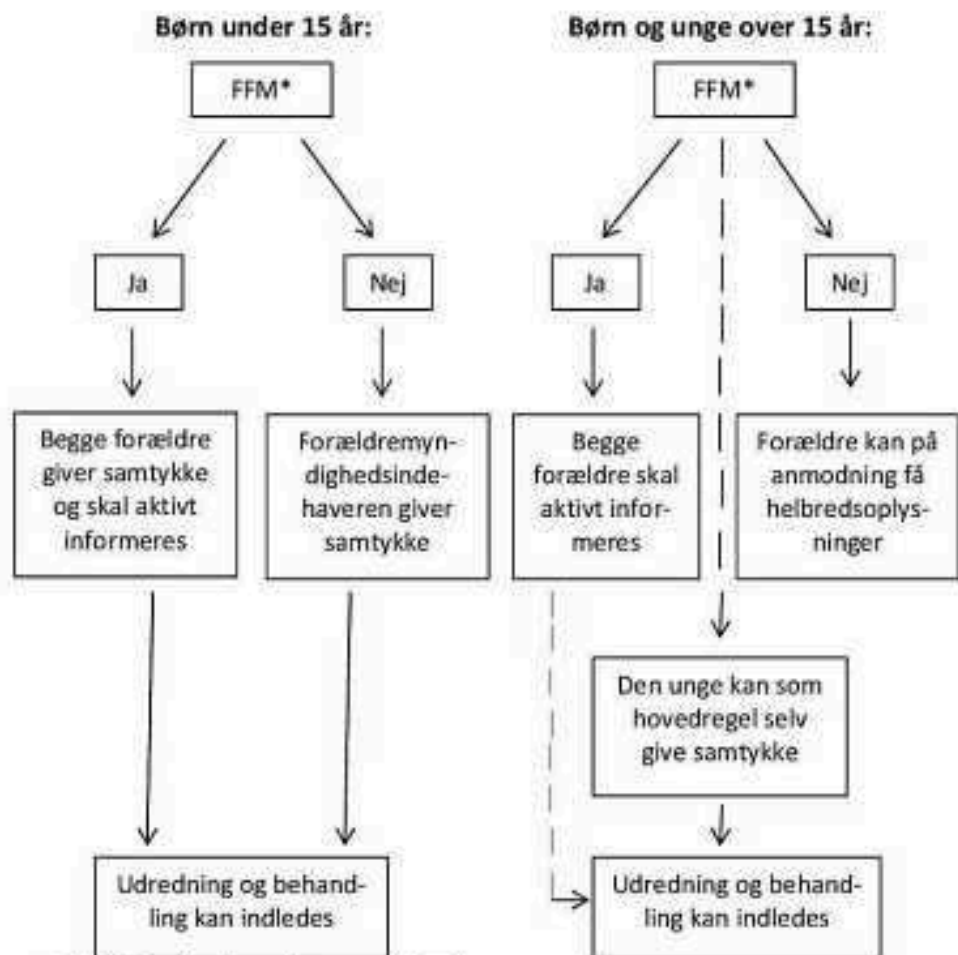 Børn under 15 år:
FFM*
Ja
Nej
Begge forældre
giver samtykke
og skal aktivt
informeres
Forældremyn-
dighedsinde-
haveren giver
samtykke
Udredning og behand-
ling kan indledes
Børn og unge over 15 år:
FFM*
Ja
Nej
Begge
forældre skal
aktivt infor-
meres
Forældre kan på
anmodning få
helbredsoplys-
ninger
Den unge kan som
hovedregel selv
give samtykke
Udredning og behand-
ling kan indledes